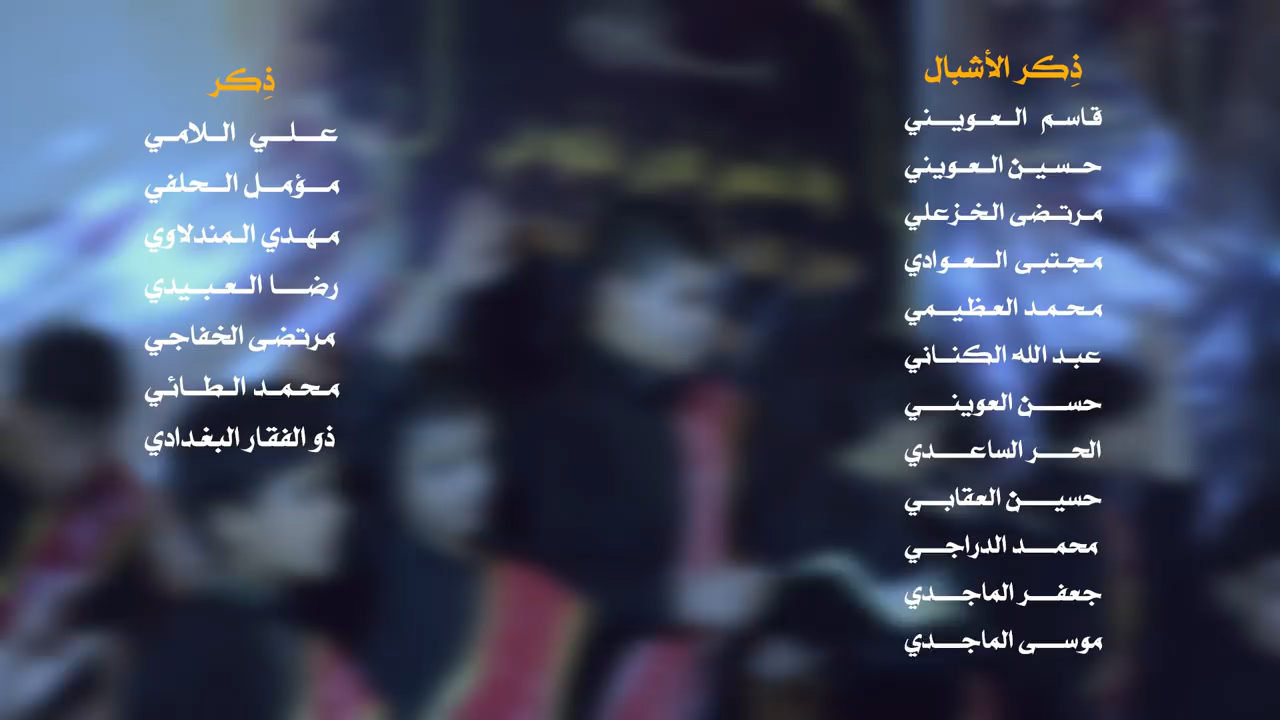 ذِكر الأشبال
قاسم العويني
حسين العويني
مرتضى الخزعلي
مجتبى العوادي
محمد العظيمي
عبد الله الكناني
حسن العويني
الحر الساعدي
حسين العقابي
محمد الدراجي
جعفر الماجدي
موسى الماجدي
ذِكر
علي اللامي
مؤمل الحلفي
مهدي المندلاوي
رضا العبيدي
مرتضى الخفاجي
محمد الطائي
ذو الفقار البغدادي